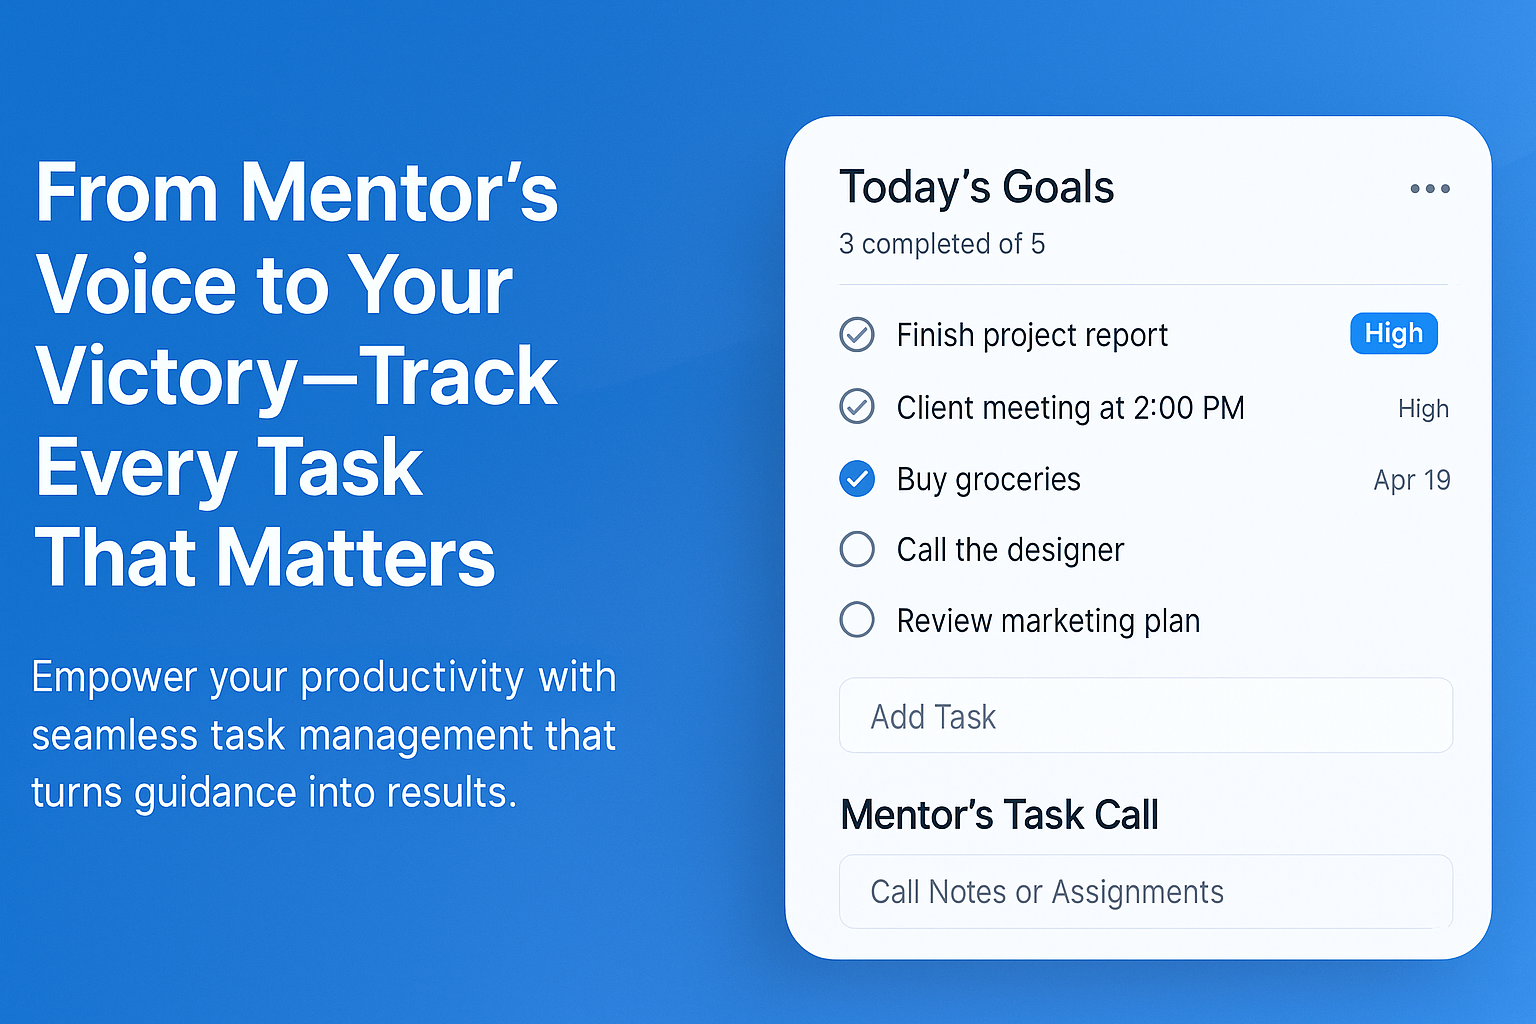 From Mentor’s
Voice to Your
Victory—Track
Every Task
That Matters
Empower your productivity with
seamless task management that
turns guidance into results.
Today’s Goals
3 completed of 5
Finish project report High
Client meeting at 2:00 PM High
Buy groceries Apr 19
Call the designer
Review marketing plan
Add Task
Mentor’s Task Call
Call Notes or Assignments